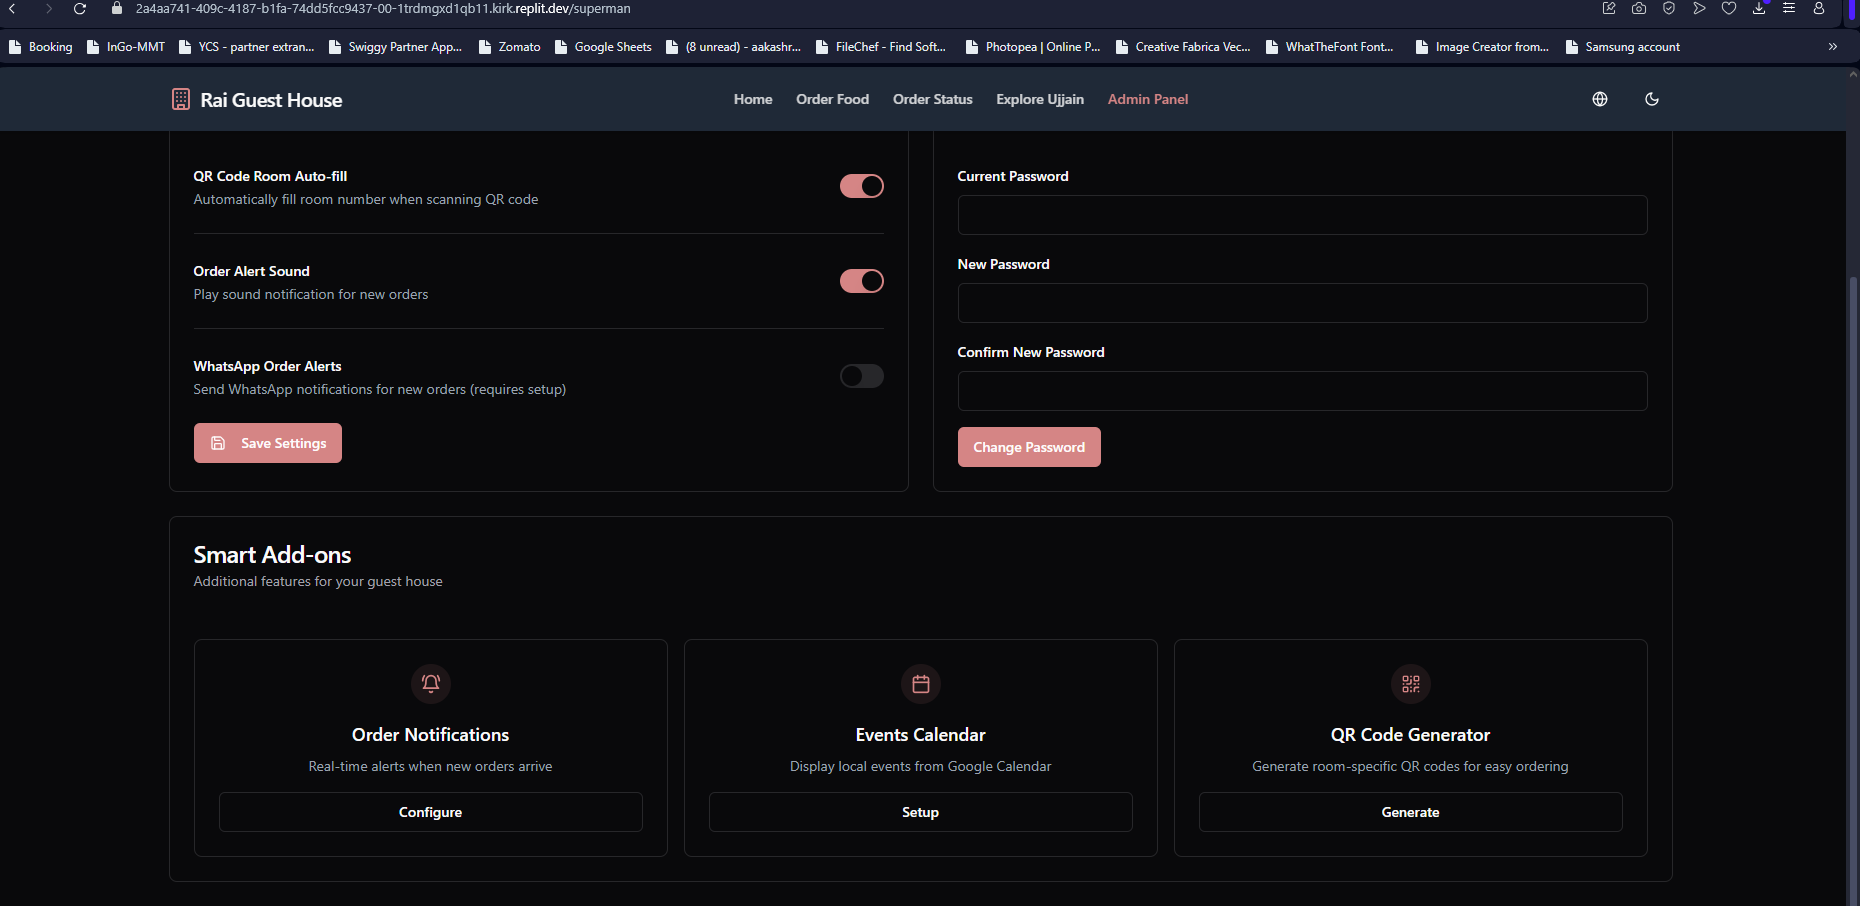 2a4aa741-409c-4187-b1fa-74dd5fcc9437-00-1trdmgxd1qb11.kirk.replit.dev/superman
Booking InGo-MMT YCS - partner extran... Swiggy Partner App... Zomato Google Sheets (8 unread) - aakashr... FileChef - Find Soft... Photopea | Online P... Creative Fabrica Vec... WhatTheFont Font... Image Creator from... Samsung account
Rai Guest House Home Order Food Order Status Explore Ujjain Admin Panel
QR Code Room Auto-fill
Automatically fill room number when scanning QR code
Order Alert Sound
Play sound notification for new orders
WhatsApp Order Alerts
Send WhatsApp notifications for new orders (requires setup)
Save Settings
Current Password
New Password
Confirm New Password
Change Password
Smart Add-ons
Additional features for your guest house
Order Notifications
Real-time alerts when new orders arrive
Configure
Events Calendar
Display local events from Google Calendar
Setup
QR Code Generator
Generate room-specific QR codes for easy ordering
Generate